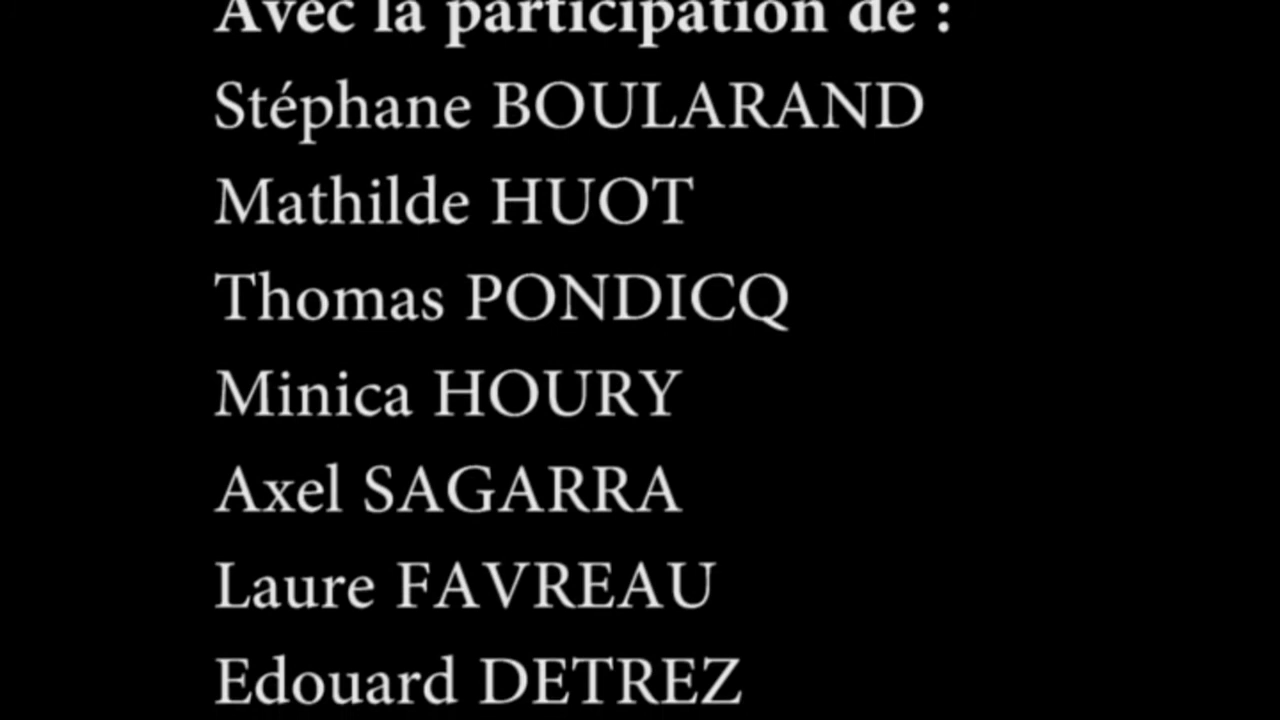 Avec la participation de :
Stéphane BOULARAND
Mathilde HUOT
Thomas PONDICQ
Minica HOURY
Axel SAGARRA
Laure FAVREAU
Edouard DETREZ